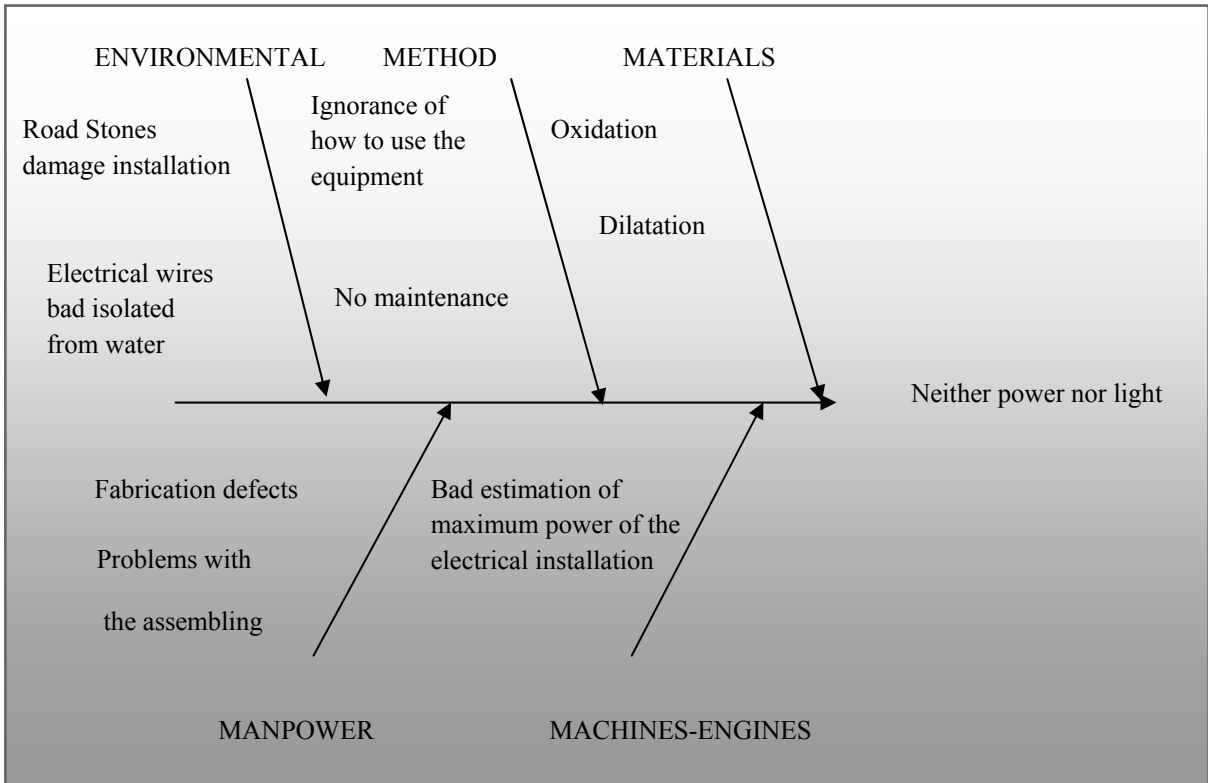 ENVIRONMENTAL
METHOD
MATERIALS
Road Stones
damage installation
Electrical wires
bad isolated
from water
Ignorance of
how to use the
equipment
No maintenance
Oxidation
Dilatation
Neither power nor light
Fabrication defects
Problems with
the assembling
Bad estimation of
maximum power of the
electrical installation
MANPOWER
MACHINES-ENGINES